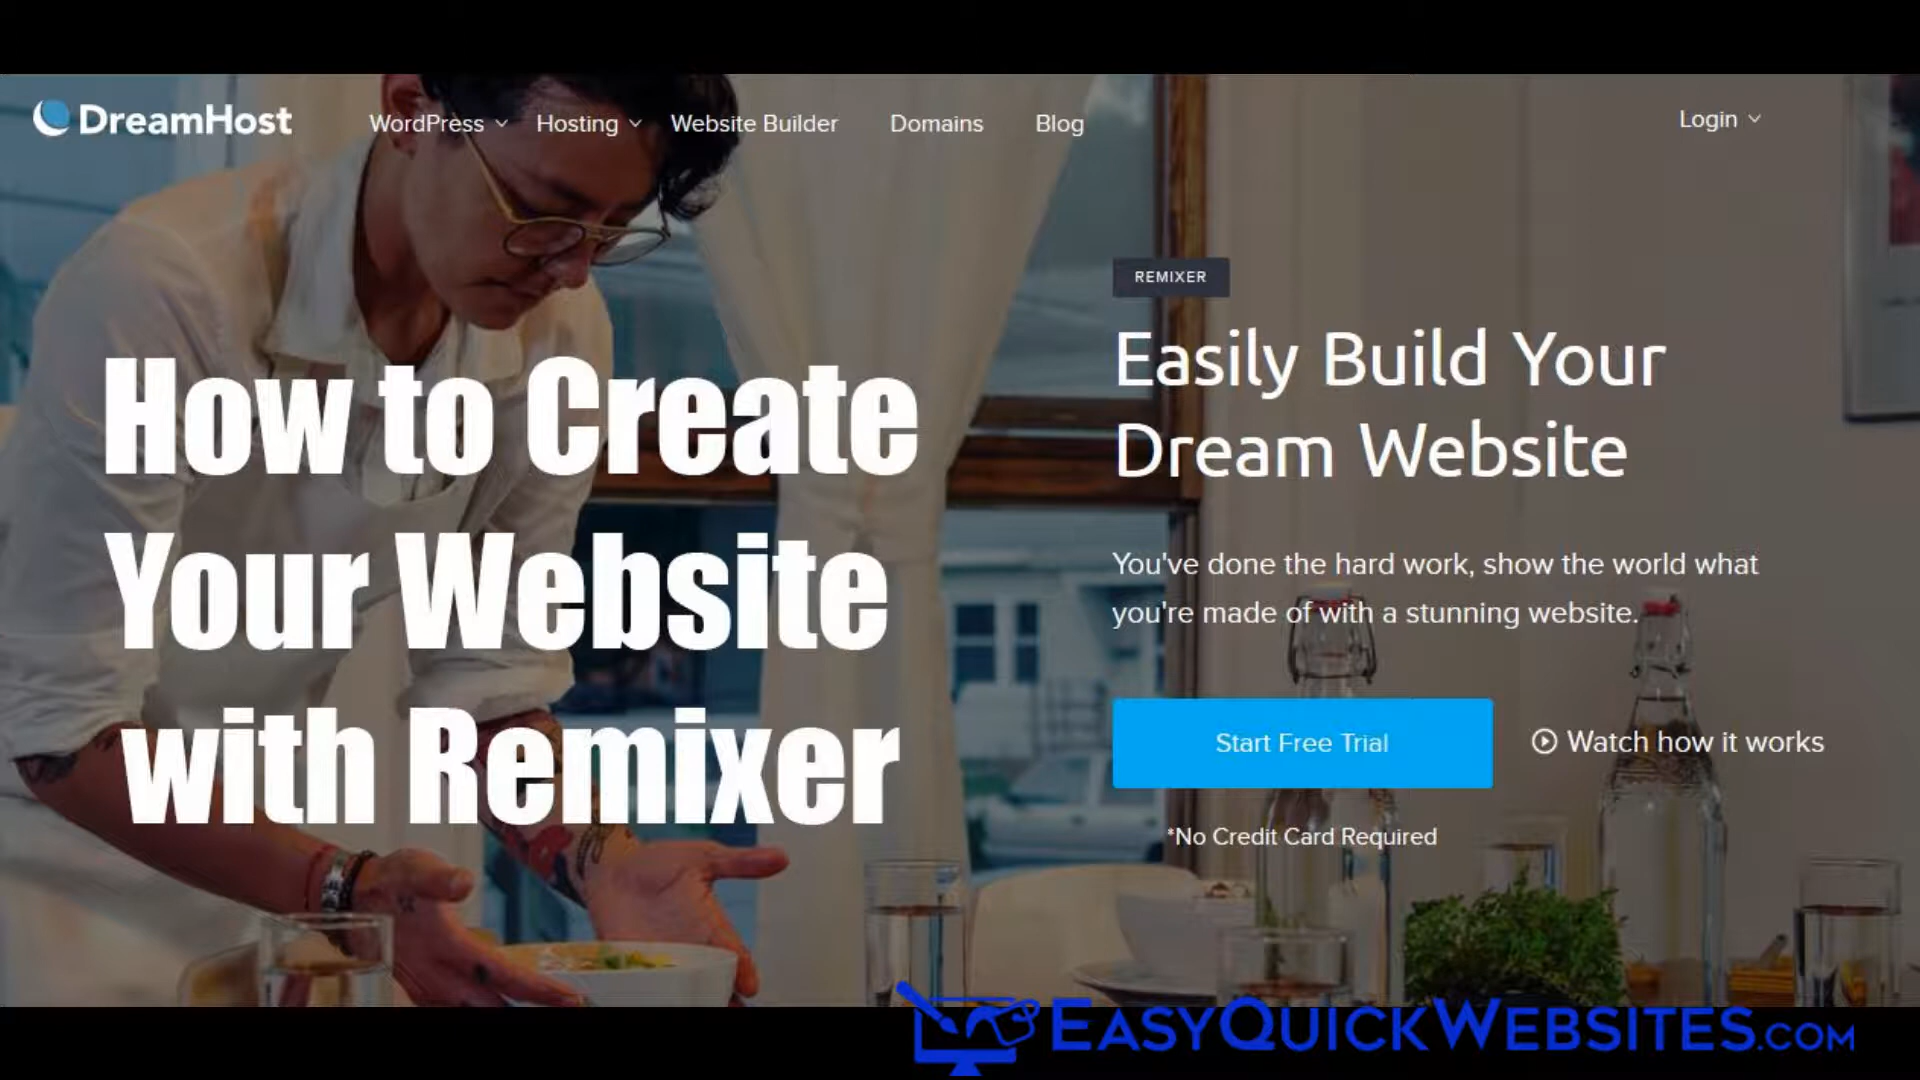 DreamHost
WordPress Hosting Website Builder Domains Blog
Login
REMIXER
Easily Build Your
Dream Website
You've done the hard work, show the world what
you're made of with a stunning website.
Start Free Trial
Watch how it works
*No Credit Card Required
How to Create
Your Website
with Remixer
EASYQUICKWEBSITES.COM